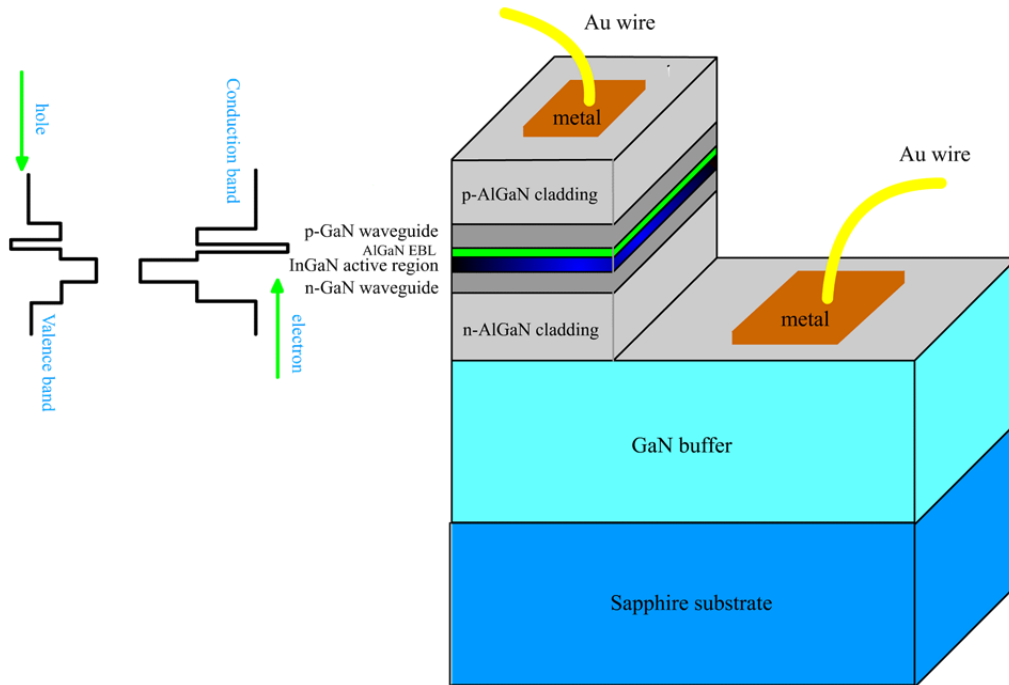 Au wire
hole
Conduction band
metal
Au wire
p-AlGaN cladding
p-GaN waveguide
AlGaN EBL
InGaN active region
n-GaN waveguide
n-AlGaN cladding
metal
Valence band
electron
GaN buffer
Sapphire substrate